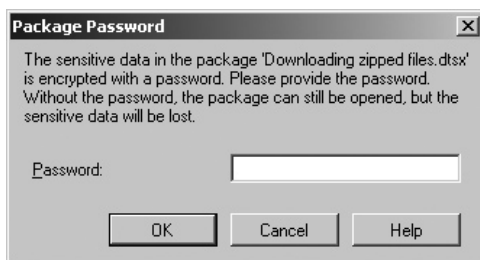 Package Password
The sensitive data in the package 'Downloading zipped files.dtsx'
is encrypted with a password. Please provide the password.
Without the password, the package can still be opened, but the
sensitive data will be lost.
Password:
OK Cancel Help